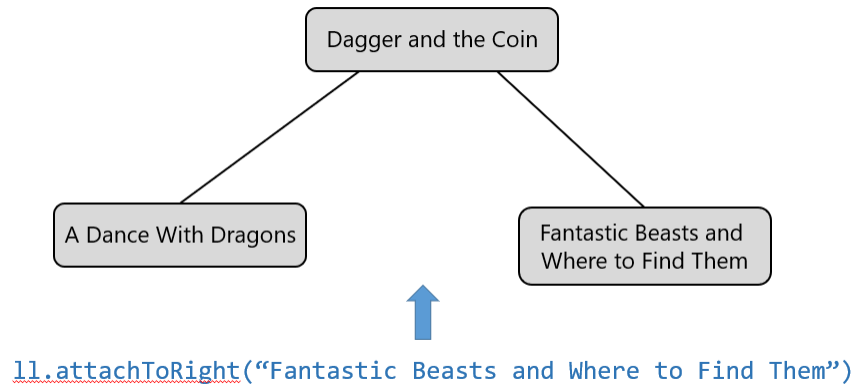 Dagger and the Coin
A Dance With Dragons
Fantastic Beasts and
Where to Find Them
ll.attachToRight(“Fantastic Beasts and Where to Find Them”)